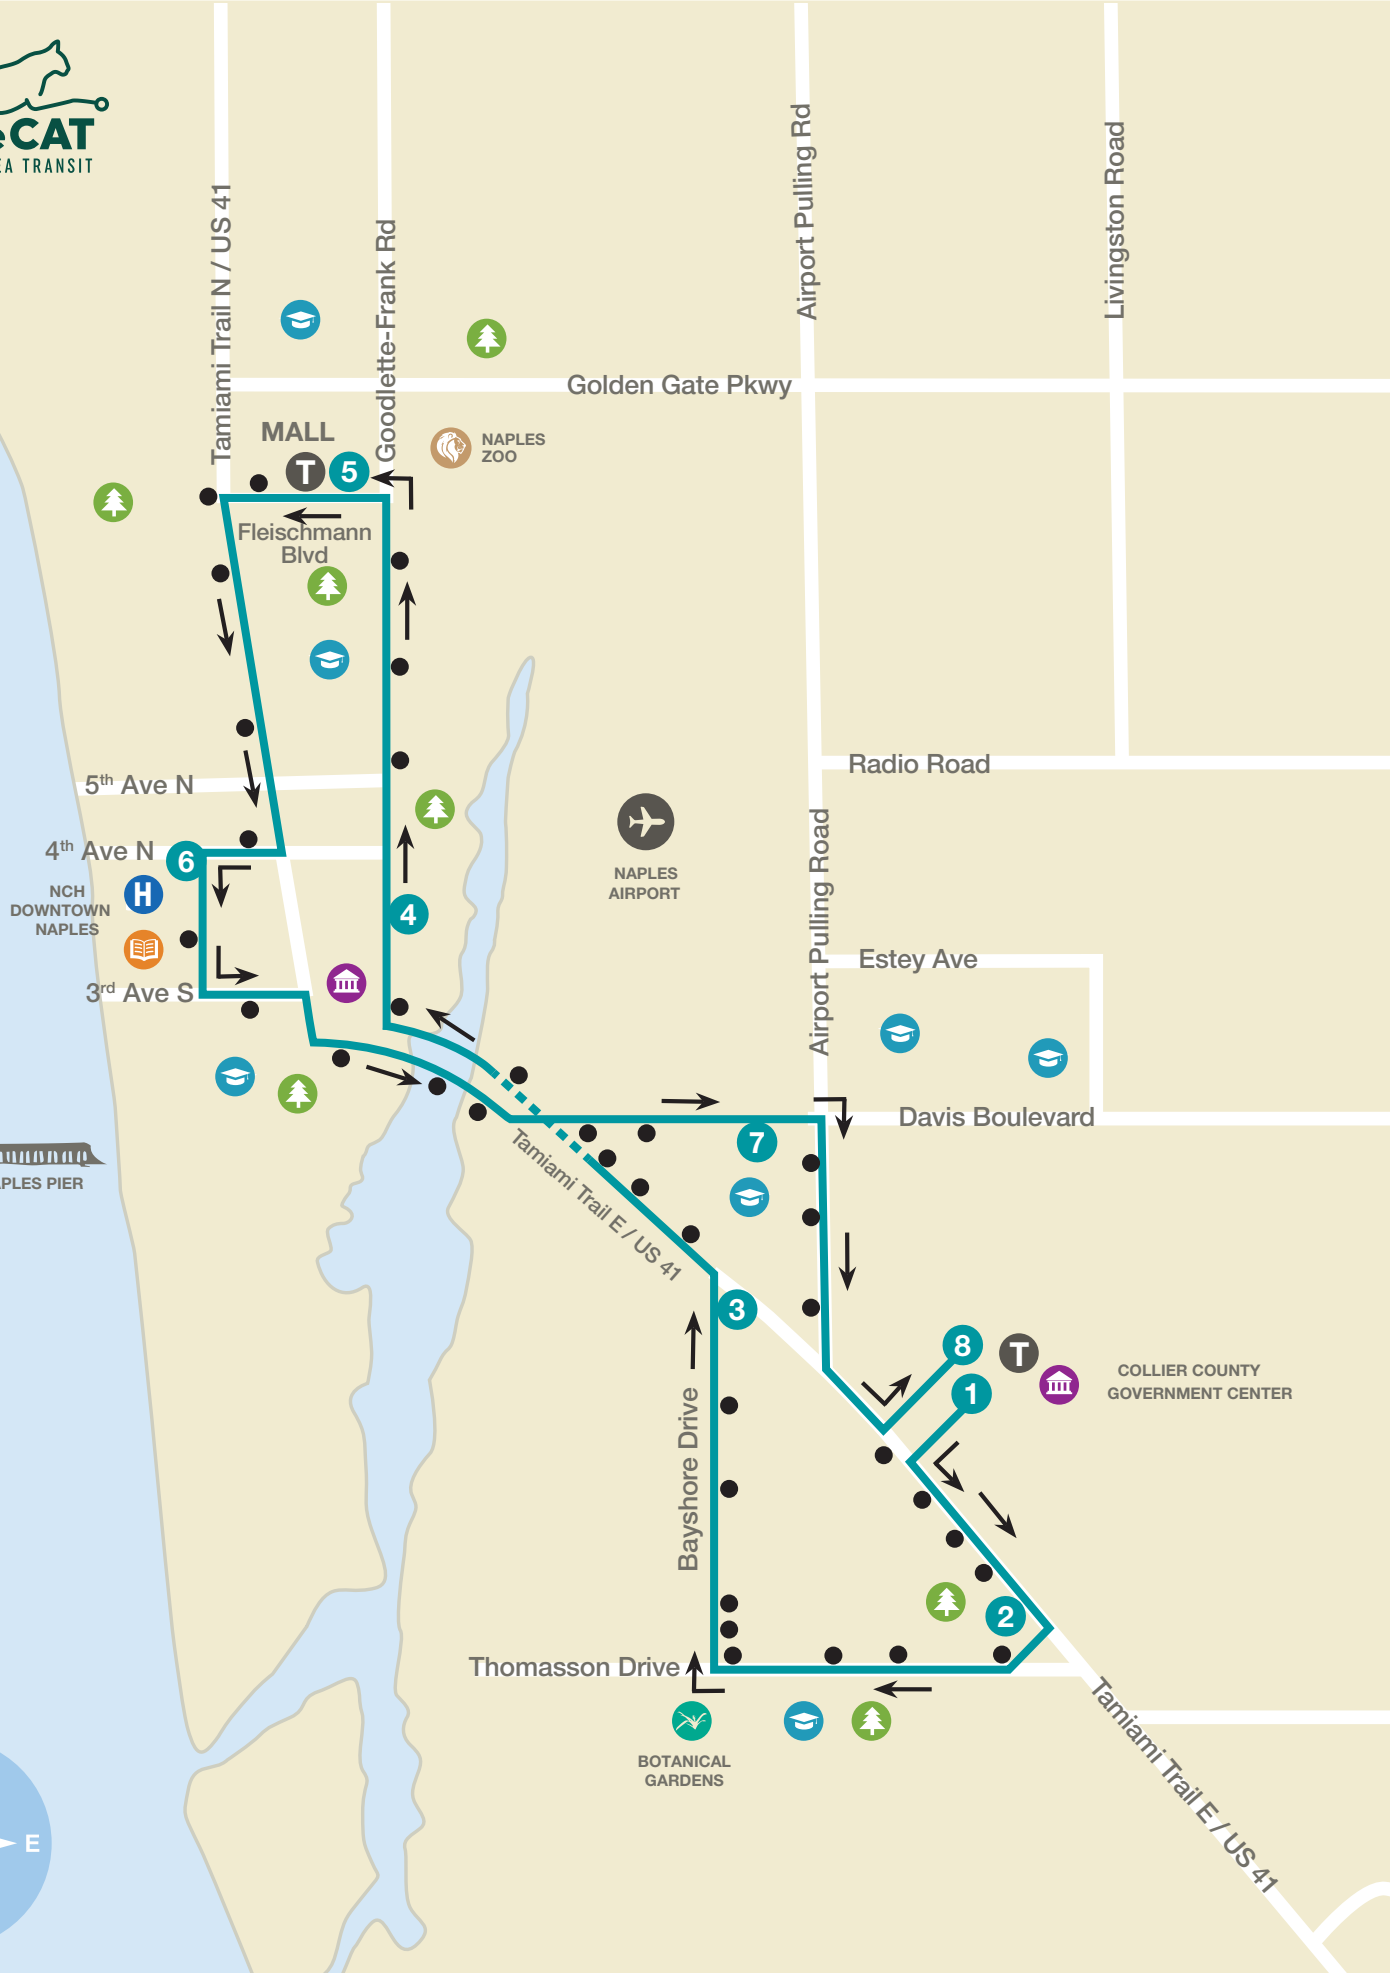 eCAT
EA TRANSIT
Tamiami Trail N / US 41
Goodlette-Frank Rd
Airport Pulling Rd
Livingston Road
Golden Gate Pkwy
MALL
T
5
NAPLES
ZOO
Fleischmann
Blvd
5th Ave N
Radio Road
NAPLES
AIRPORT
Airport Pulling Road
4th Ave N
6
NCH
DOWNTOWN
NAPLES
H
4
Estey Ave
3rd Ave S
Davis Boulevard
7
PLES PIER
Tamiami Trail E / US 41
3
8
T
1
COLLIER COUNTY
GOVERNMENT CENTER
Bayshore Drive
2
Thomasson Drive
BOTANICAL
GARDENS
Tamiami Trail E / US 41
E